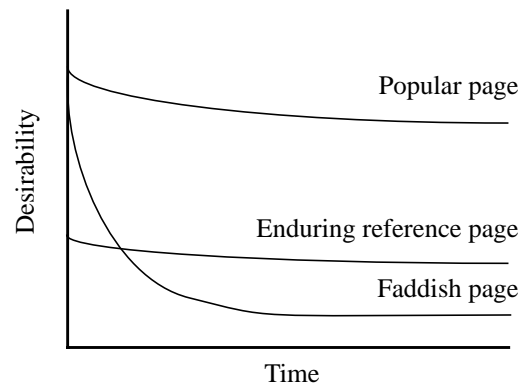 Popular page
Desirability
Enduring reference page
Faddish page
Time